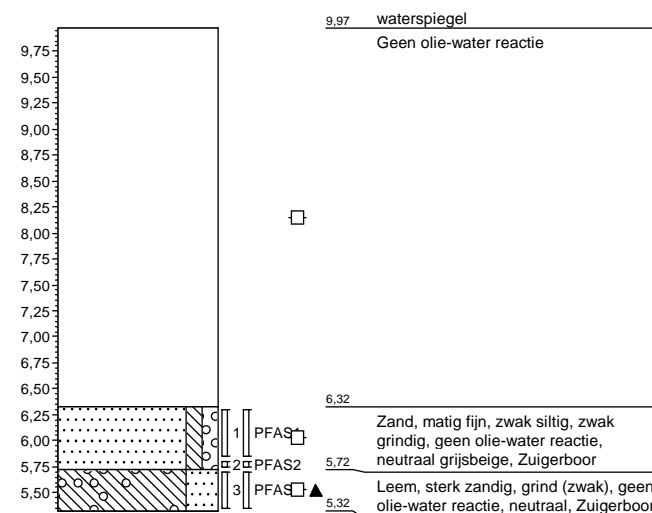 9,97 waterspiegel
Geen olie-water reactie
9,75
9,50
9,25
9,00
8,75
8,50
8,25
8,00
7,75
7,50
7,25
7,00
6,75
6,50
6,32
6,25
6,00
5,75
5,50
1 PFAS1
2 PFAS2
3 PFAS
Zand, matig fijn, zwak siltig, zwak
grindig, geen olie-water reactie,
neutraal grijsbeige, Zuigerboor
5,72
Leem, sterk zandig, grind (zwak), geen
olie-water reactie, neutraal, Zuigerboor
5,32